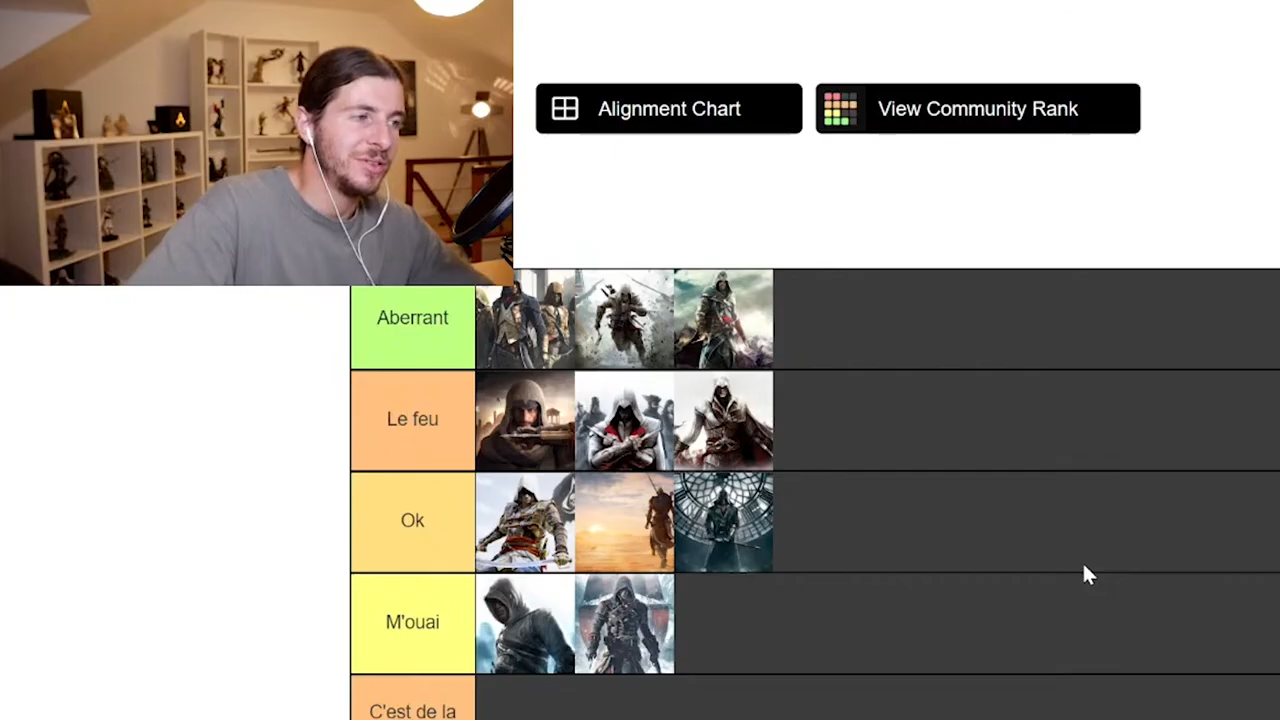 Alignment Chart
View Community Rank
Aberrant
Le feu
Ok
M'ouai
C'est de la